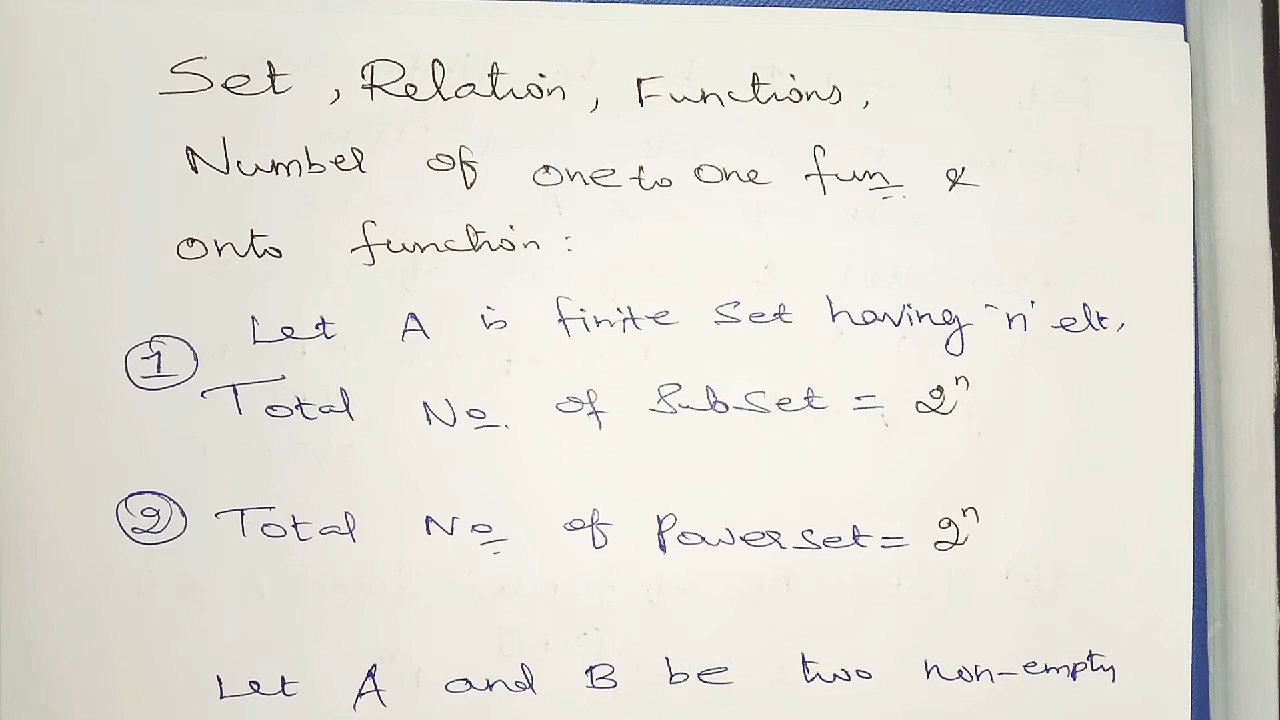 Set, Relation, Functions,
Number of one to one fun &
onto function:
Let A is finite set having 'n' elt,
① Total No. of Subset = 2ⁿ
② Total No. of Powerset = 2ⁿ
Let A and B be two non-empty